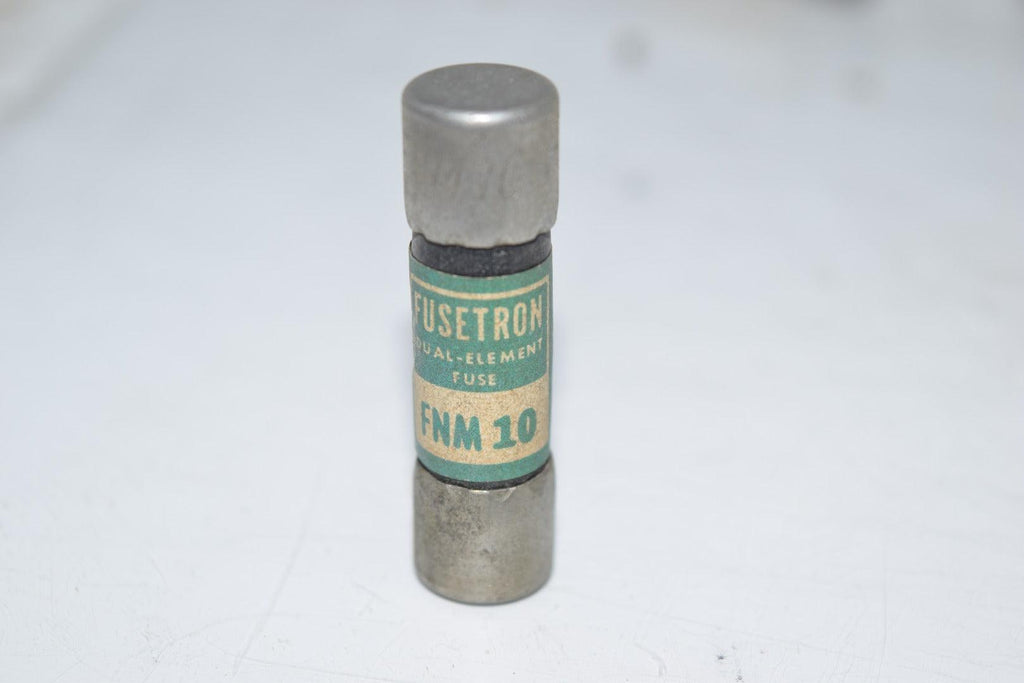 FUSETRON
DUAL-ELEMENT
FUSE
FNM 10